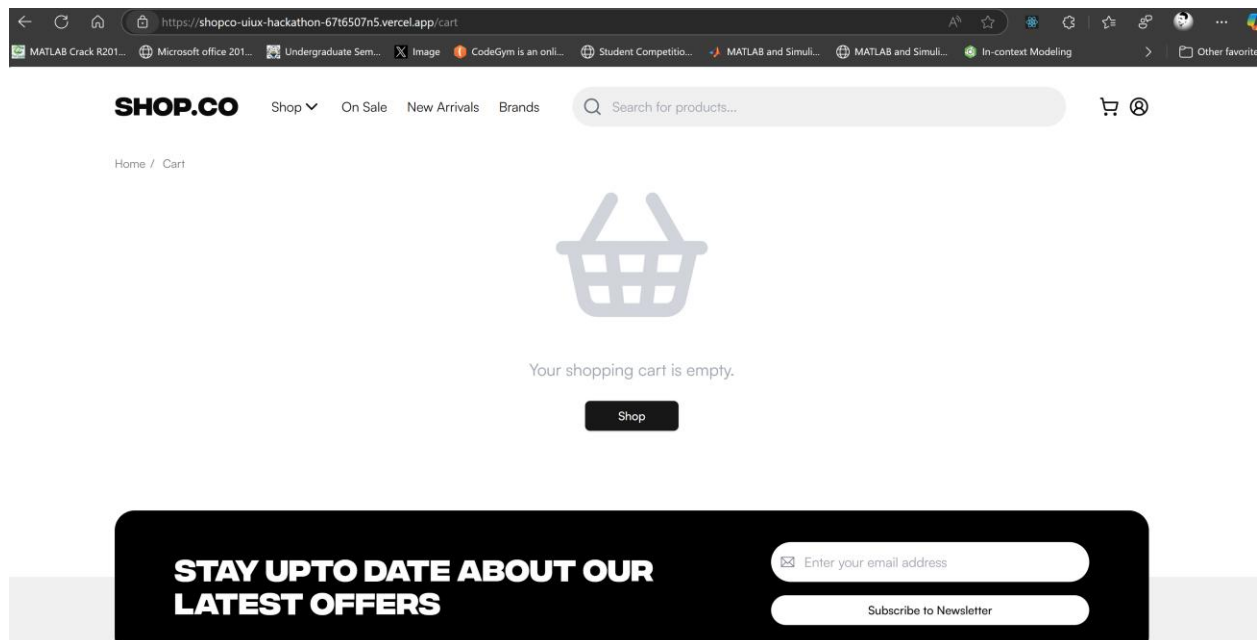 https://shopco-uiux-hackathon-67t6507n5.vercel.app/cart
MATLAB Crack R201... Microsoft office 201... Undergraduate Sem... Image CodeGym is an onli... Student Competitio... MATLAB and Simuli... MATLAB and Simuli... In-context Modeling Other favorite
SHOP.CO Shop On Sale New Arrivals Brands Search for products...
Home / Cart
Your shopping cart is empty.
Shop
STAY UPTO DATE ABOUT OUR
LATEST OFFERS
Enter your email address
Subscribe to Newsletter